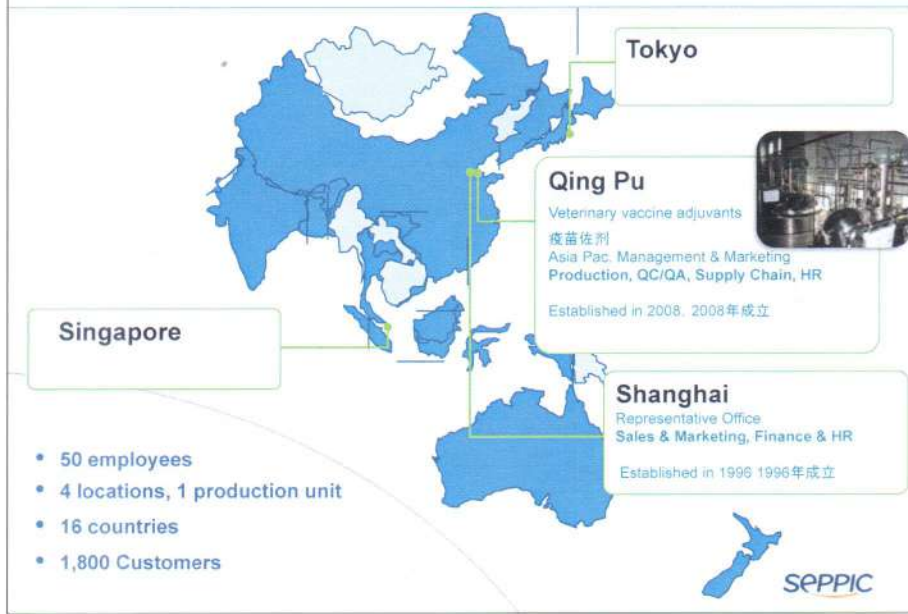 Tokyo
Qing Pu
Veterinary vaccine adjuvants
疫苗佐剂
Asia Pac. Management & Marketing
Production, QC/QA, Supply Chain, HR
Established in 2008. 2008年成立
Singapore
Shanghai
Representative Office
Sales & Marketing, Finance & HR
Established in 1996 1996年成立
• 50 employees
• 4 locations, 1 production unit
• 16 countries
• 1,800 Customers
SEPPIC